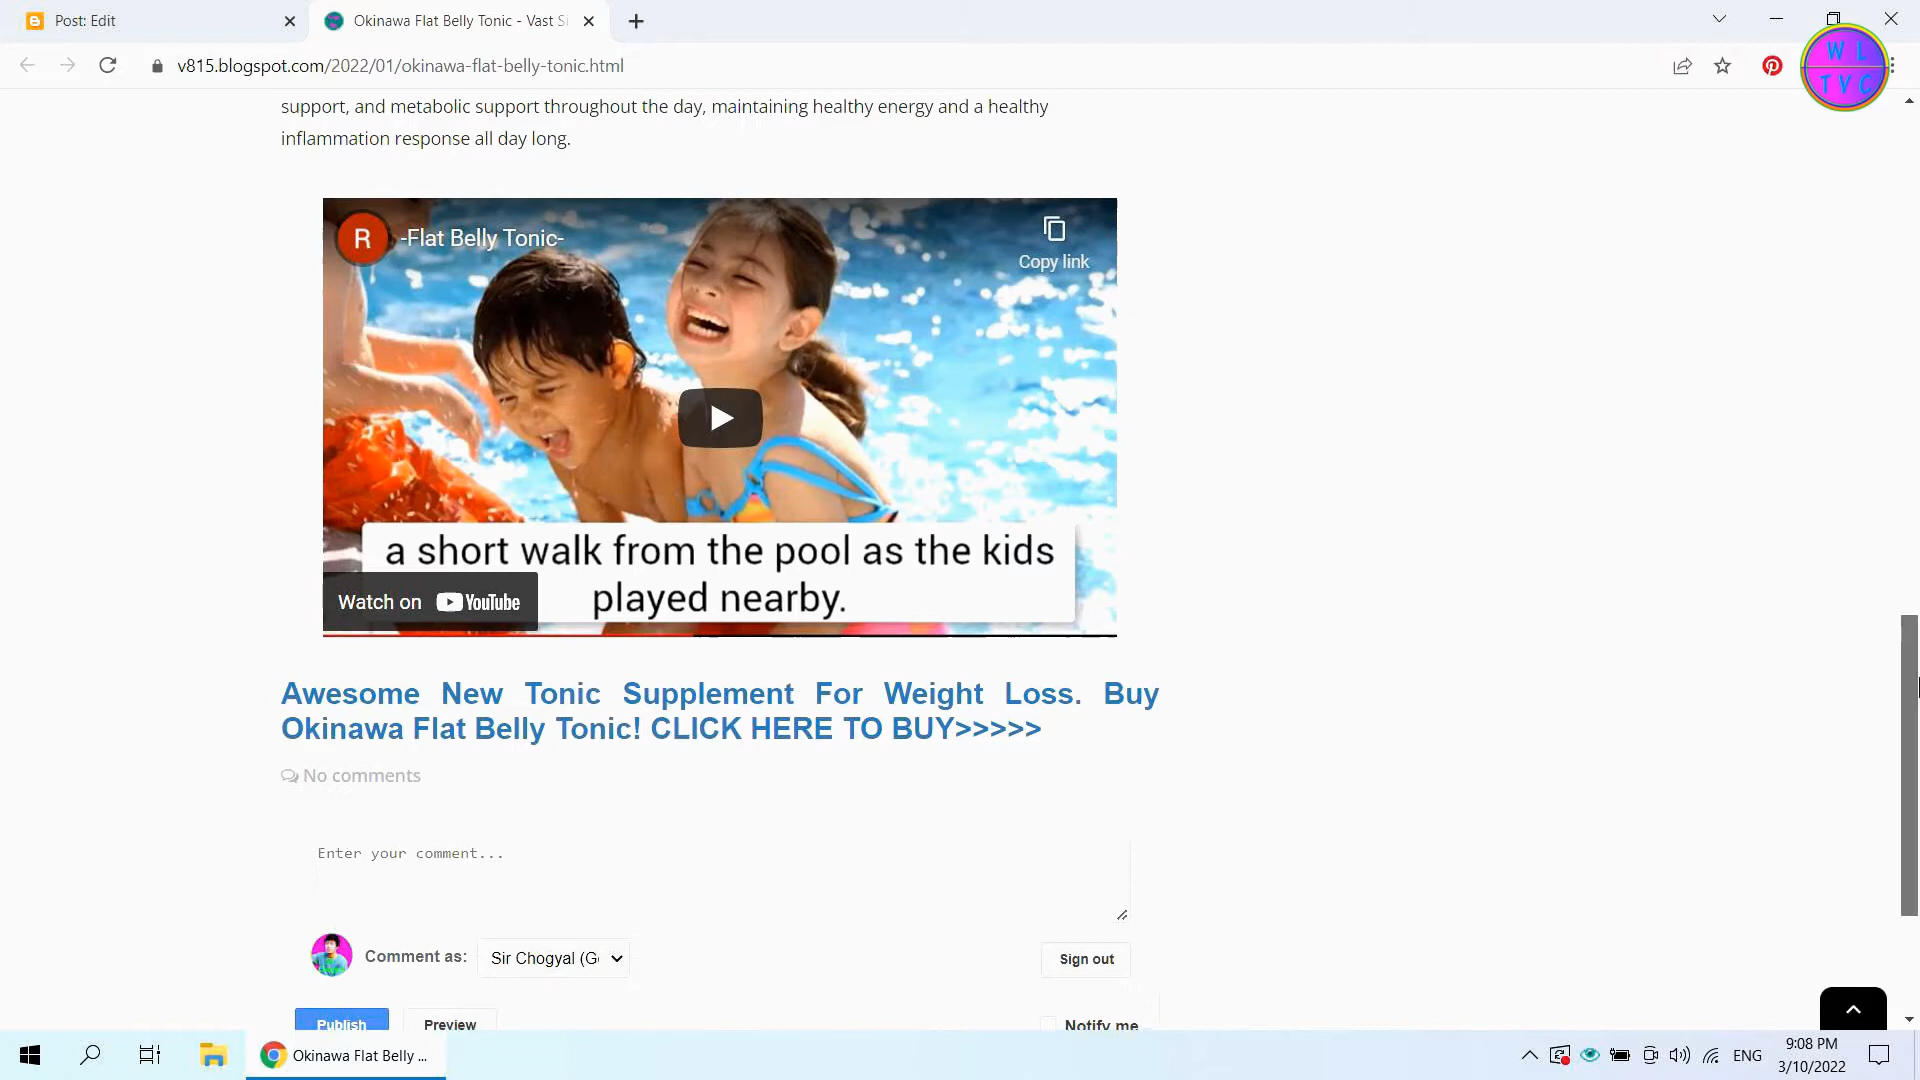 Post: Edit
Okinawa Flat Belly Tonic - Vast Si
v815.blogspot.com/2022/01/okinawa-flat-belly-tonic.html
W L
T V C
support, and metabolic support throughout the day, maintaining healthy energy and a healthy
inflammation response all day long.
R
-Flat Belly Tonic-
Copy link
a short walk from the pool as the kids
played nearby.
Watch on YouTube
Awesome New Tonic Supplement For Weight Loss. Buy
Okinawa Flat Belly Tonic! CLICK HERE TO BUY>>>>>
No comments
Enter your comment...
Comment as:
Sir Chogyal (G
Sign out
Publish
Preview
Notify me
Okinawa Flat Belly ...
ENG
9:08 PM
3/10/2022